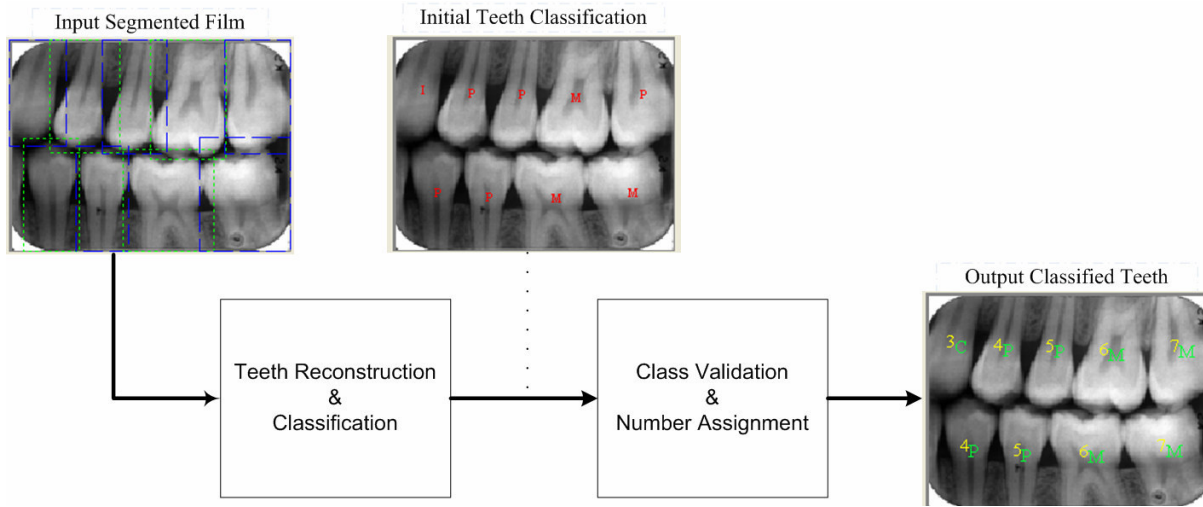 Input Segmented Film
Initial Teeth Classification
I P P M P
P P M M
Output Classified Teeth
Teeth Reconstruction
&
Classification
Class Validation
&
Number Assignment
3C 4P 5P 6M 7M
4P 5P 6M 7M